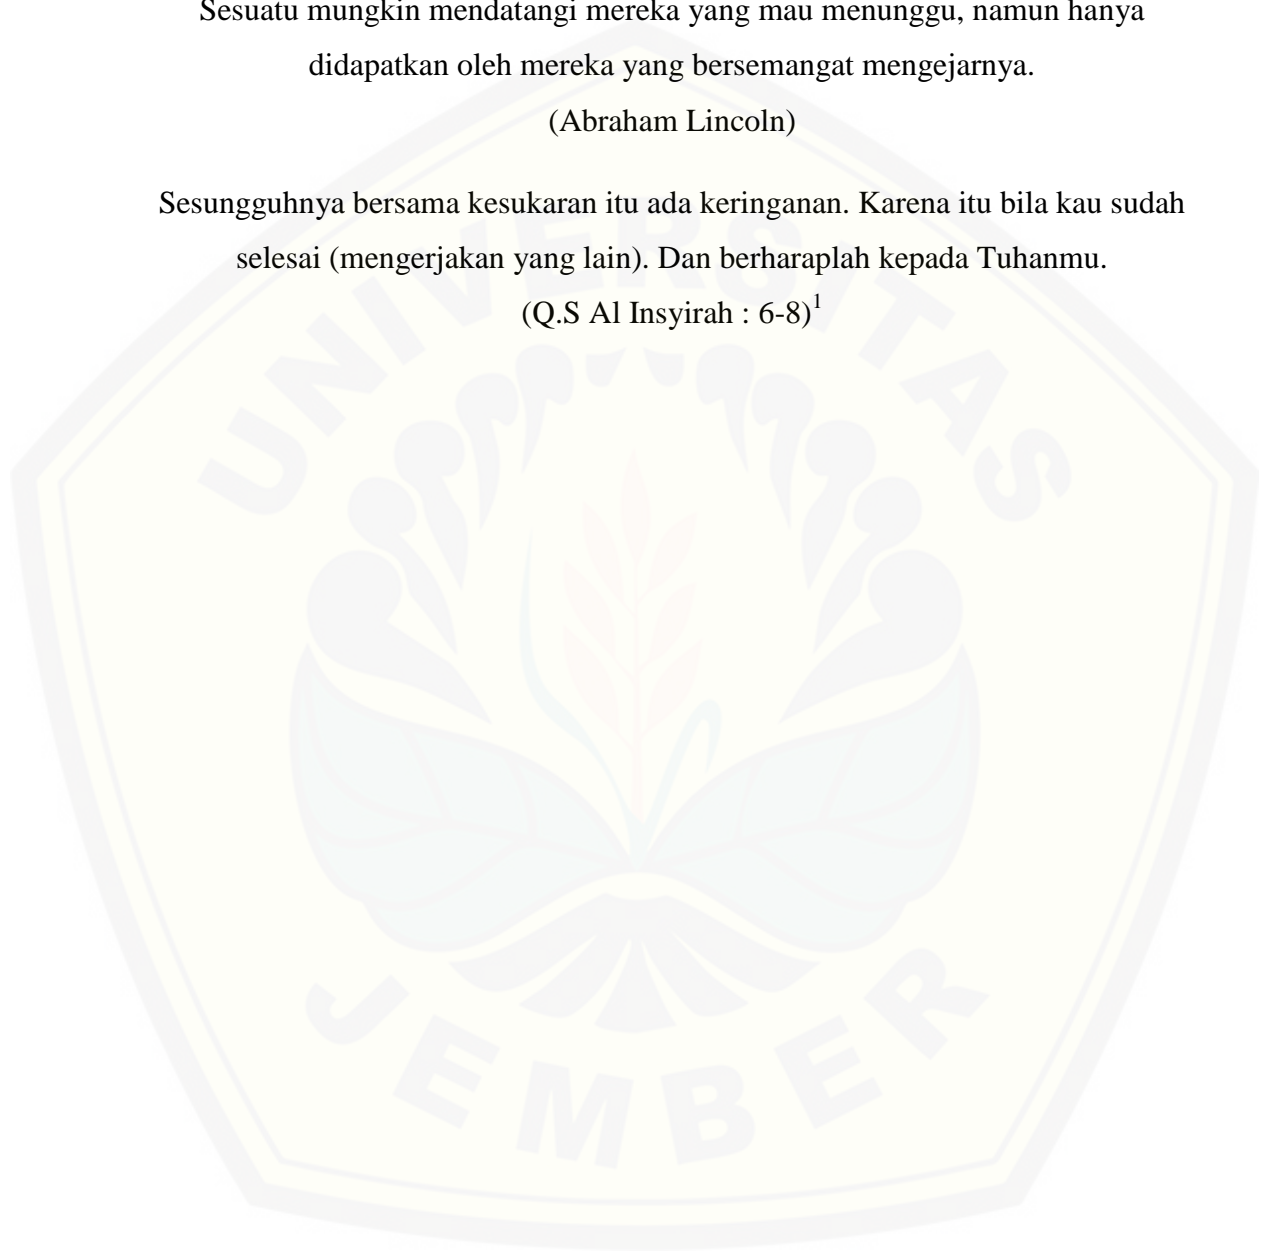 Sesuatu mungkin mendatangi mereka yang mau menunggu, namun hanya
didapatkan oleh mereka yang bersemangat mengejarnya.
(Abraham Lincoln)
Sesungguhnya bersama kesukaran itu ada keringanan. Karena itu bila kau sudah
selesai (mengerjakan yang lain). Dan berharaplah kepada Tuhanmu.
(Q.S Al Insyirah : 6-8)¹
UNIVERSITAS
JEMBER